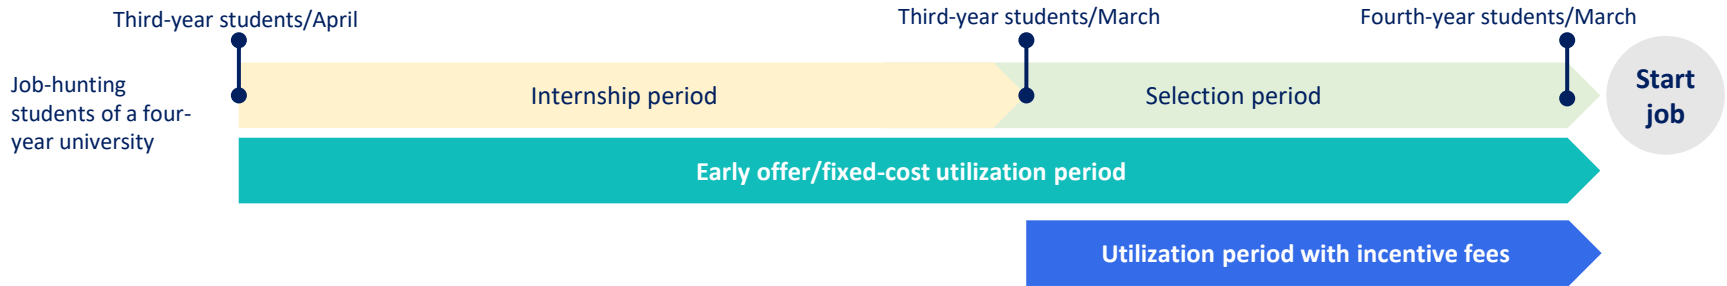 Third-year students/April
Third-year students/March
Fourth-year students/March
Job-hunting
students of a four-
year university
Internship period
Selection period
Start
job
Early offer/fixed-cost utilization period
Utilization period with incentive fees